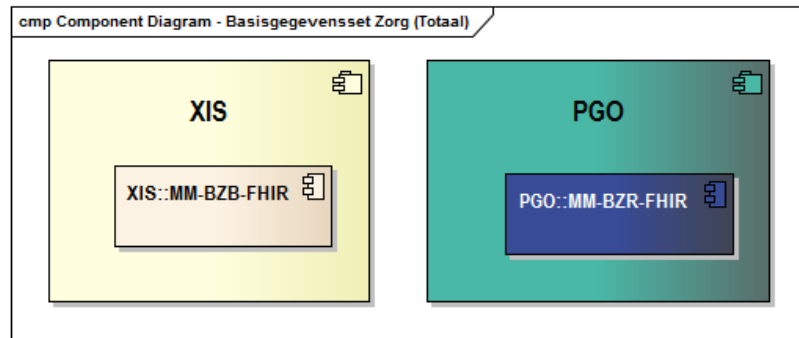 cmp Component Diagram - Basisgegevensset Zorg (Totaal)
XIS
XIS::MM-BZB-FHIR
PGO
PGO::MM-BZR-FHIR